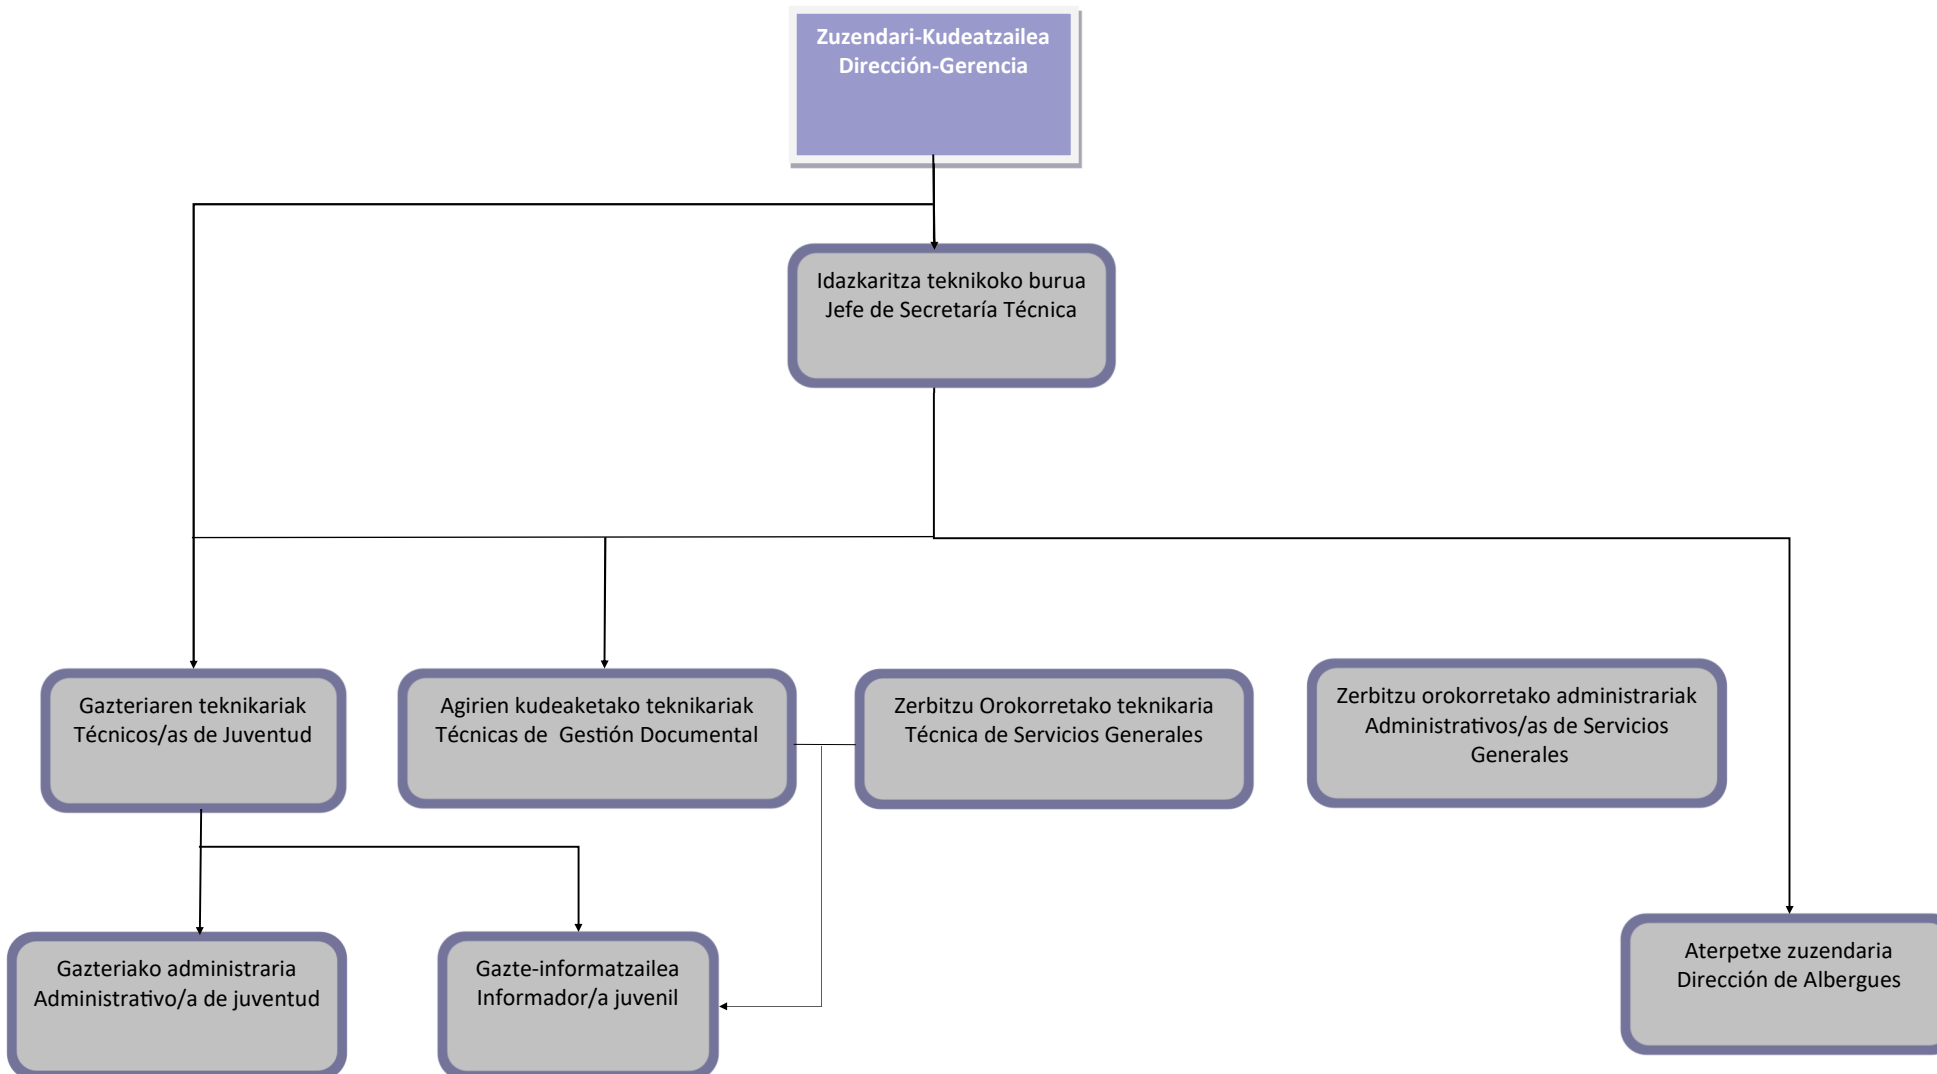 Zuzendari-Kudeatzailea
Dirección-Gerencia
Idazkaritza teknikoko burua
Jefe de Secretaría Técnica
Gazteriaren teknikariak
Técnicos/as de Juventud
Agirien kudeaketako teknikariak
Técnicas de  Gestión Documental
Zerbitzu Orokorretako teknikaria
Técnica de Servicios Generales
Zerbitzu orokorretako administrariak
Administrativos/as de Servicios
Generales
Gazteriako administraria
Administrativo/a de juventud
Gazte-informatzailea
Informador/a juvenil
Aterpetxe zuzendaria
Dirección de Albergues